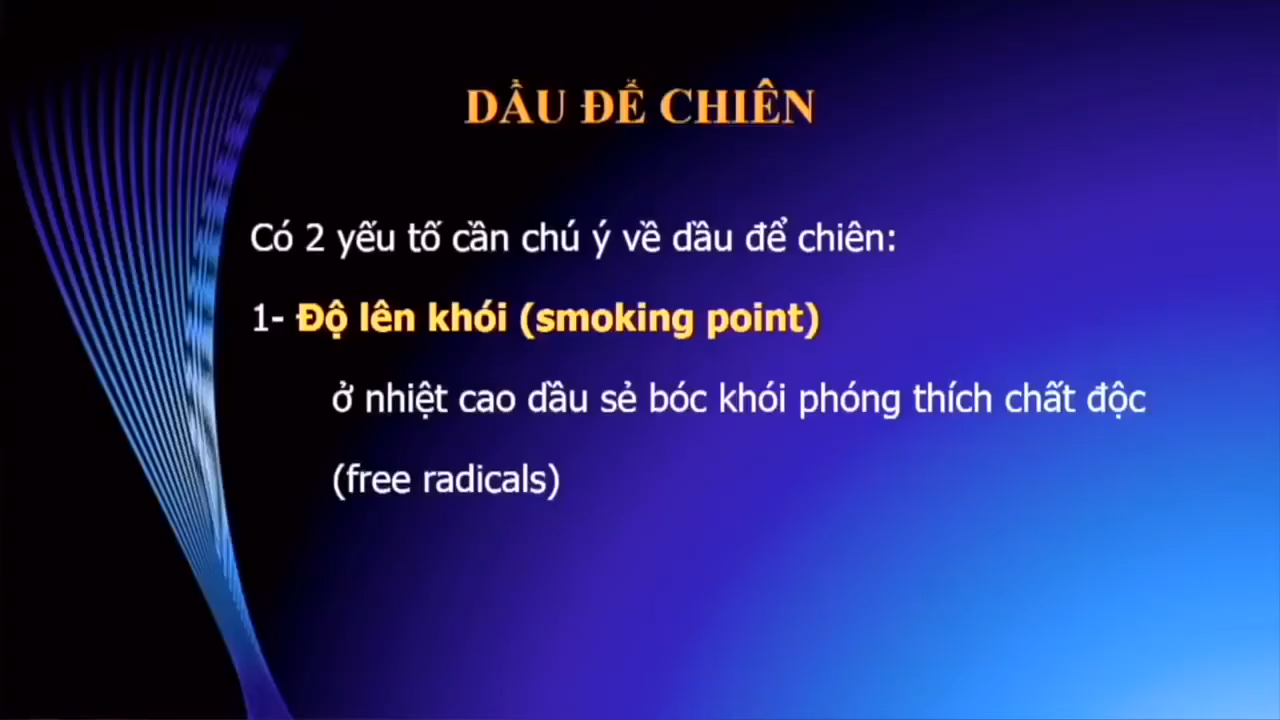 DẦU ĐỂ CHIÊN
Có 2 yếu tố cần chú ý về dầu để chiên:
1- Độ lên khói (smoking point)
ở nhiệt cao dầu sẻ bóc khói phóng thích chất độc
(free radicals)